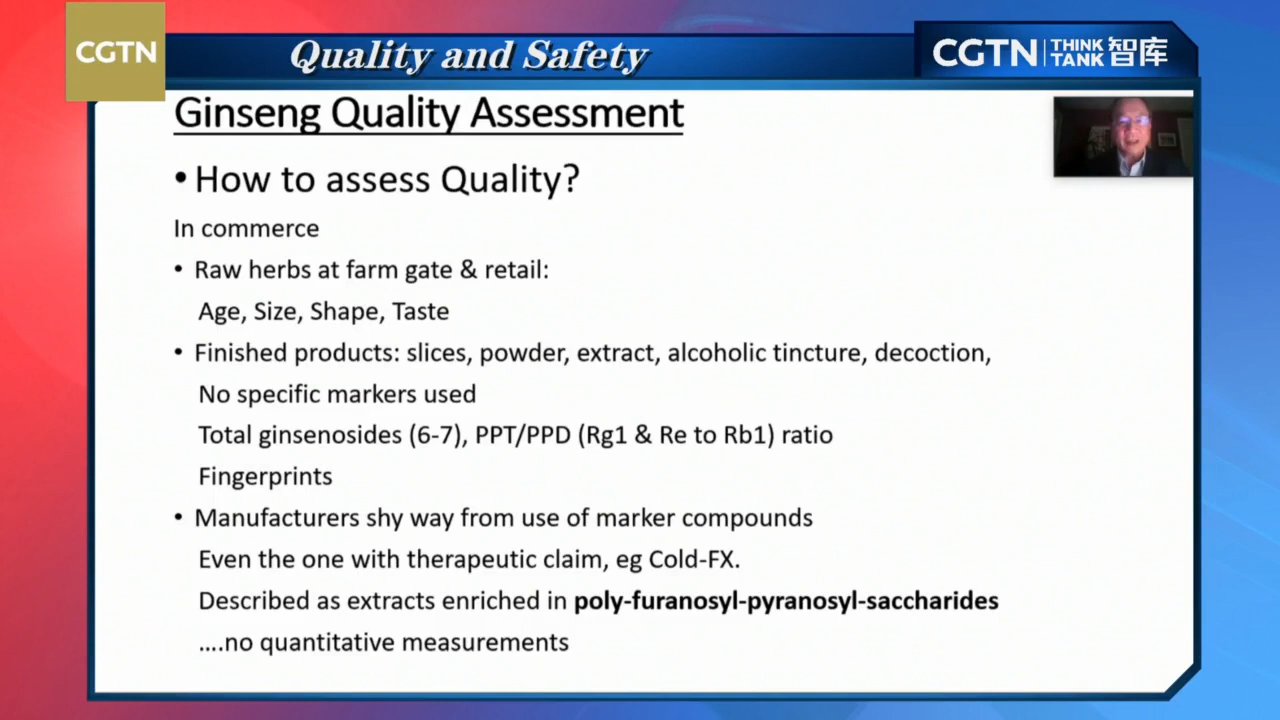 CGTN
Quality and Safety
CGTN THINK TANK 智库
Ginseng Quality Assessment
• How to assess Quality?
In commerce
• Raw herbs at farm gate & retail:
Age, Size, Shape, Taste
• Finished products: slices, powder, extract, alcoholic tincture, decoction,
No specific markers used
Total ginsenosides (6-7), PPT/PPD (Rg1 & Re to Rb1) ratio
Fingerprints
• Manufacturers shy way from use of marker compounds
Even the one with therapeutic claim, eg Cold-FX.
Described as extracts enriched in poly-furanosyl-pyranosyl-saccharides
....no quantitative measurements